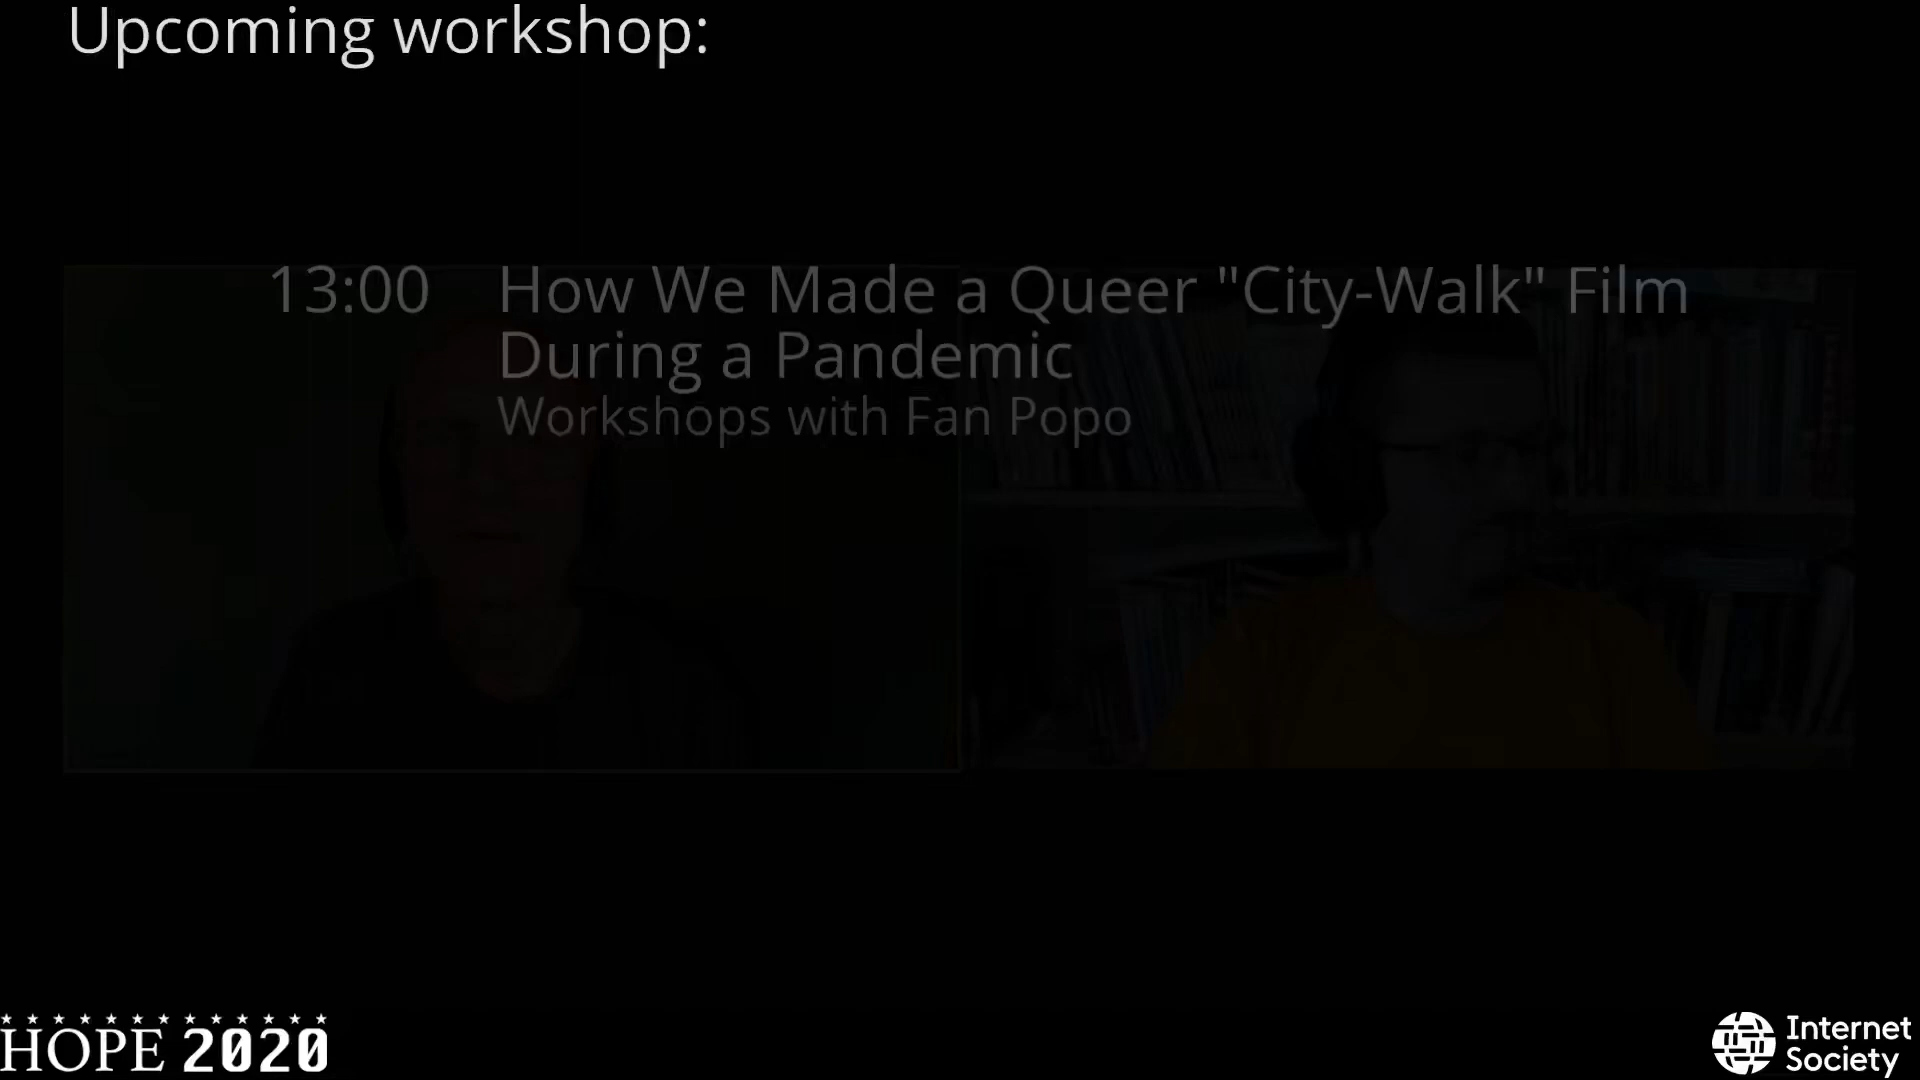 Upcoming workshop:
13:00 How We Made a Queer "City-Walk" Film
During a Pandemic
Workshops with Fan Popo
HOPE 2020
Internet
Society